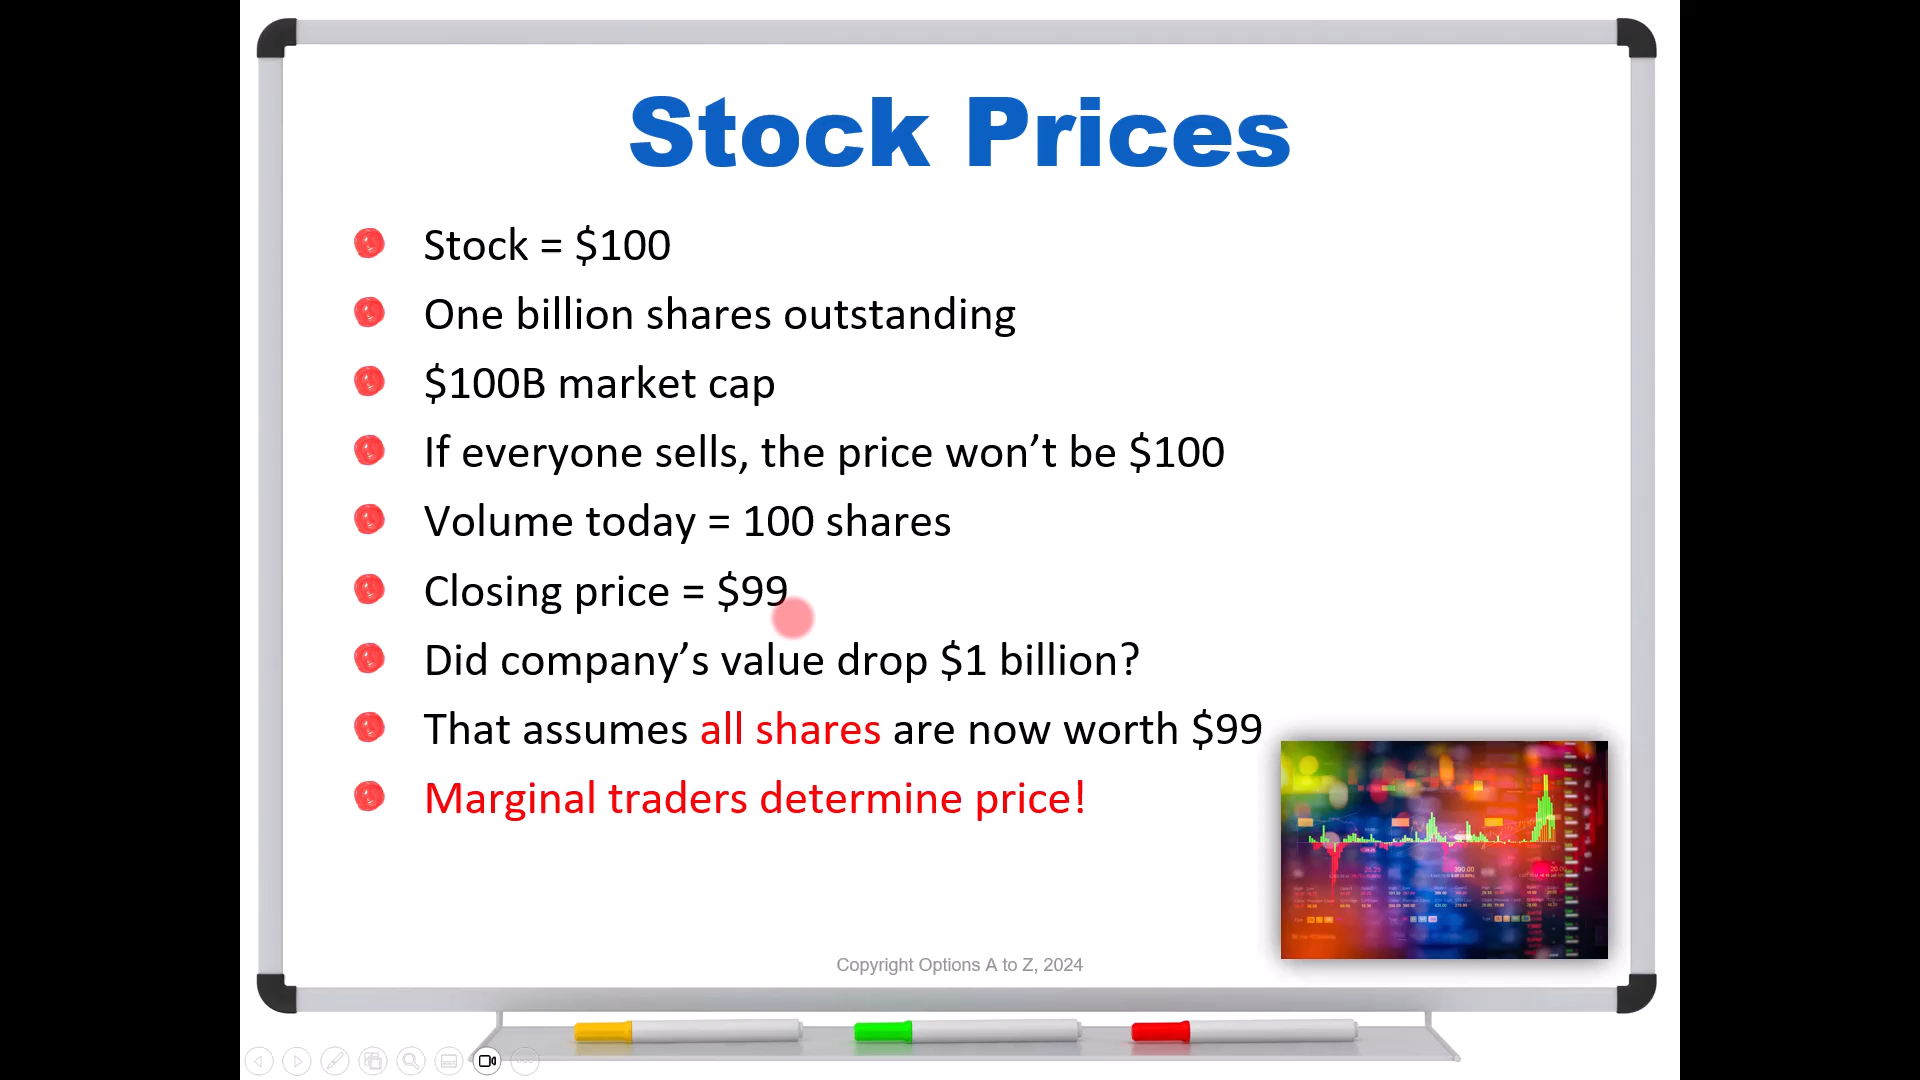 Stock Prices
Stock = $100
One billion shares outstanding
$100B market cap
If everyone sells, the price won’t be $100
Volume today = 100 shares
Closing price = $99
Did company’s value drop $1 billion?
That assumes all shares are now worth $99
Marginal traders determine price!
Copyright Options A to Z, 2024